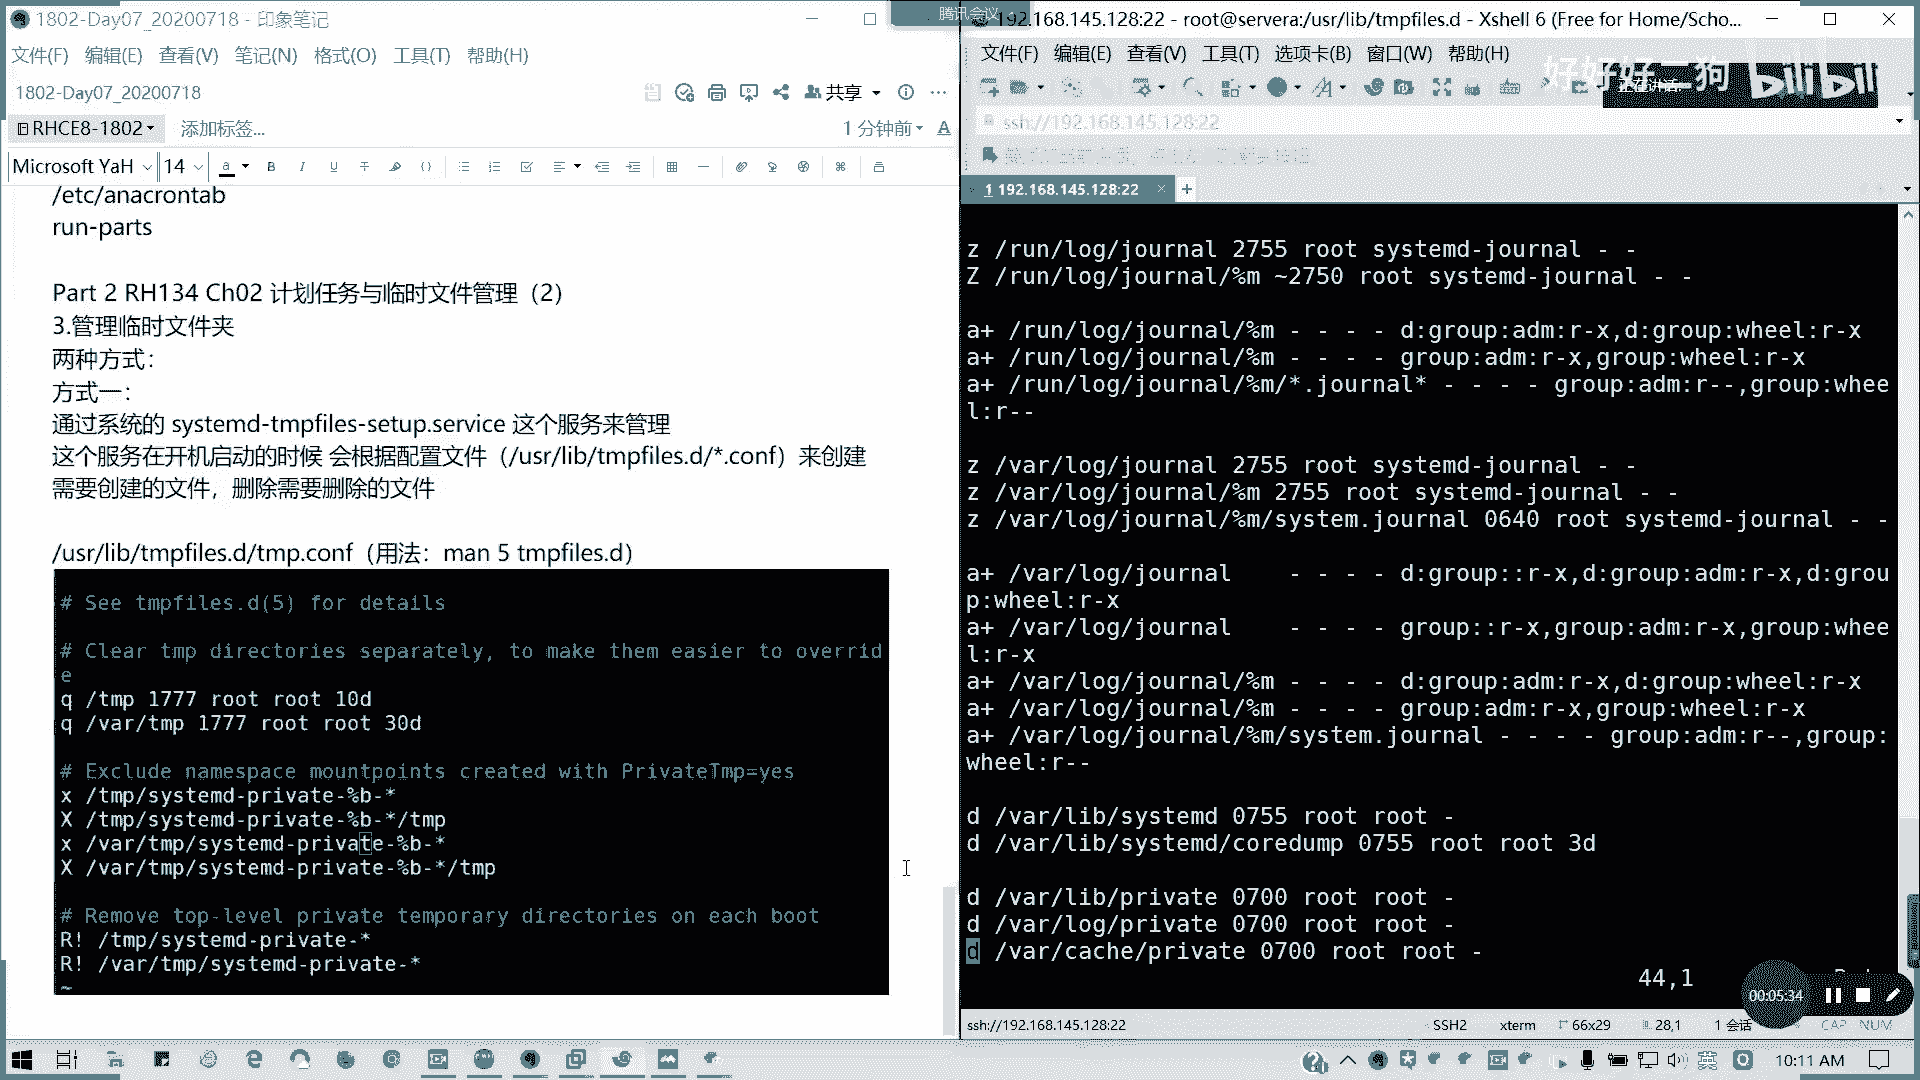 1802-Day07_20200718 - 印象笔记
文件(F) 编辑(E) 查看(V) 笔记(N) 格式(O) 工具(T) 帮助(H)
1802-Day07_20200718
共享
RHCE8-1802
添加标签...
1 分钟前
Microsoft YaH 14
/etc/anacrontab
run-parts
Part 2 RH134 Ch02 计划任务与临时文件管理（2）
3.管理临时文件夹
两种方式：
方式一：
通过系统的 systemd-tmpfiles-setup.service 这个服务来管理
这个服务在开机启动的时候 会根据配置文件（/usr/lib/tmpfiles.d/*.conf）来创建
需要创建的文件，删除需要删除的文件
/usr/lib/tmpfiles.d/tmp.conf（用法：man 5 tmpfiles.d）
# See tmpfiles.d(5) for details
# Clear tmp directories separately, to make them easier to overrid
e
q /tmp 1777 root root 10d
q /var/tmp 1777 root root 30d
# Exclude namespace mountpoints created with PrivateTmp=yes
x /tmp/systemd-private-%b-*
X /tmp/systemd-private-%b-*/tmp
x /var/tmp/systemd-private-%b-*
X /var/tmp/systemd-private-%b-*/tmp
# Remove top-level private temporary directories on each boot
R! /tmp/systemd-private-*
R! /var/tmp/systemd-private-*
~
腾讯会议
192.168.145.128:22 - root@servera:/usr/lib/tmpfiles.d - Xshell 6 (Free for Home/Scho...
文件(F) 编辑(E) 查看(V) 工具(T) 选项卡(B) 窗口(W) 帮助(H)
好好好二狗 bilibili
ssh://192.168.145.128:22
1 192.168.145.128:22
z /run/log/journal 2755 root systemd-journal - -
Z /run/log/journal/%m ~2750 root systemd-journal - -
a+ /run/log/journal/%m - - - - d:group:adm:r-x,d:group:wheel:r-x
a+ /run/log/journal/%m - - - - group:adm:r-x,group:wheel:r-x
a+ /run/log/journal/%m/*.journal* - - - - group:adm:r--,group:whee
l:r--
z /var/log/journal 2755 root systemd-journal - -
z /var/log/journal/%m 2755 root systemd-journal - -
z /var/log/journal/%m/system.journal 0640 root systemd-journal - -
a+ /var/log/journal    - - - - d:group::r-x,d:group:adm:r-x,d:grou
p:wheel:r-x
a+ /var/log/journal    - - - - group::r-x,group:adm:r-x,group:whee
l:r-x
a+ /var/log/journal/%m - - - - d:group:adm:r-x,d:group:wheel:r-x
a+ /var/log/journal/%m - - - - group:adm:r-x,group:wheel:r-x
a+ /var/log/journal/%m/system.journal - - - - group:adm:r--,group:
wheel:r--
d /var/lib/systemd 0755 root root -
d /var/lib/systemd/coredump 0755 root root 3d
d /var/lib/private 0700 root root -
d /var/log/private 0700 root root -
d /var/cache/private 0700 root root -
44,1
00:05:34
ssh://192.168.145.128:22 SSH2 xterm 66x29 28,1 1 会话 CAP NUM
英 10:11 AM